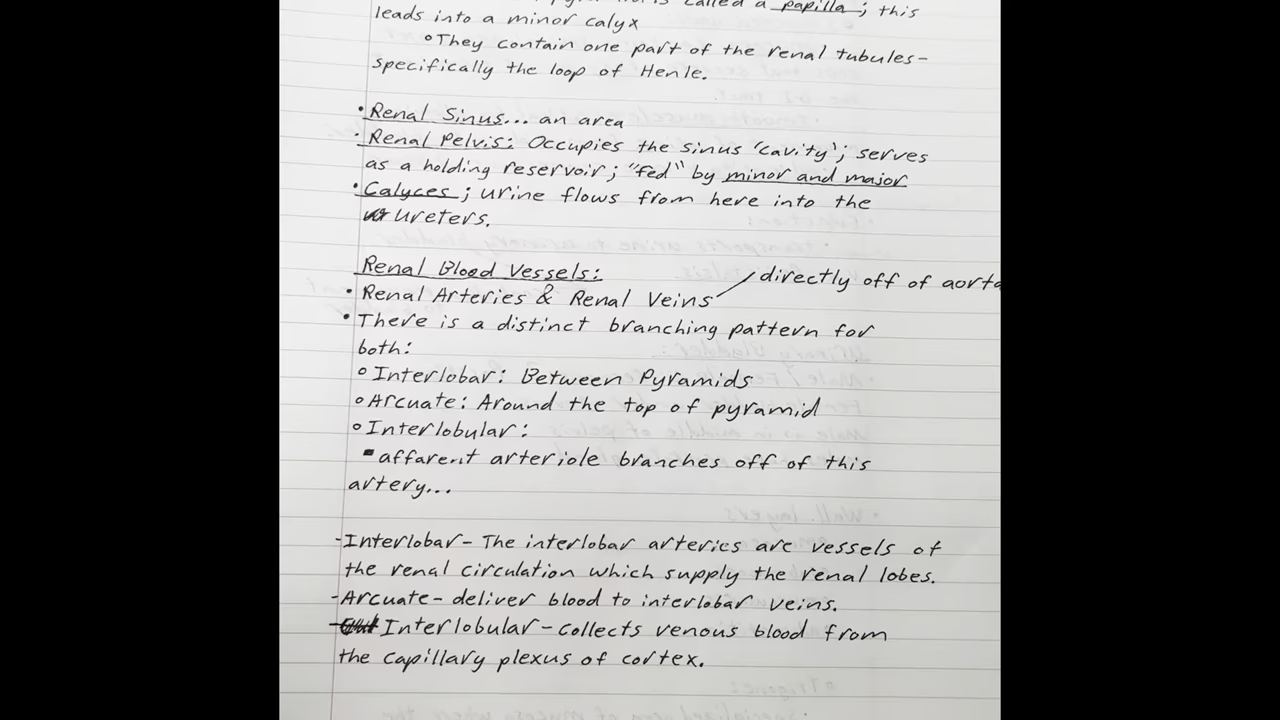 is called a papilla; this
leads into a minor calyx
°They contain one part of the renal tubules-
specifically the loop of Henle.
• Renal Sinus... an area
• Renal Pelvis: Occupies the sinus 'cavity'; serves
as a holding reservoir; "fed" by minor and major
• Calyces; urine flows from here into the
ureters.
Renal Blood Vessels:
directly off of aorta
• Renal Arteries & Renal Veins
• There is a distinct branching pattern for
both:
° Interlobar: Between Pyramids
° Arcuate: Around the top of pyramid
° Interlobular:
▪ affarent arteriole branches off of this
artery...
-Interlobar- The interlobar arteries are vessels of
the renal circulation which supply the renal lobes.
-Arcuate- deliver blood to interlobar veins.
- Interlobular- collects venous blood from
the capillary plexus of cortex.